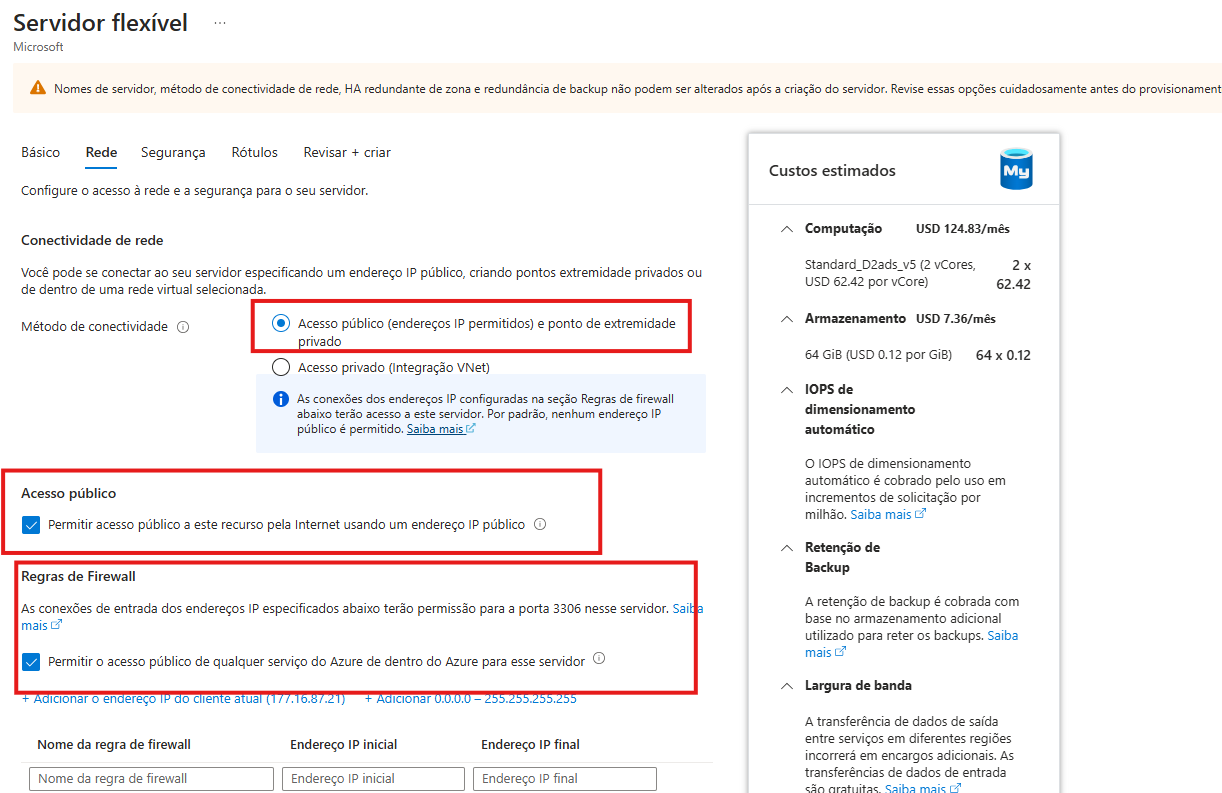 Servidor flexível ...
Microsoft
Nomes de servidor, método de conectividade de rede, HA redundante de zona e redundância de backup não podem ser alterados após a criação do servidor. Revise essas opções cuidadosamente antes do provisionament
Básico Rede Segurança Rótulos Revisar + criar
Configure o acesso à rede e a segurança para o seu servidor.
Conectividade de rede
Você pode se conectar ao seu servidor especificando um endereço IP público, criando pontos extremidade privados ou
de dentro de uma rede virtual selecionada.
Método de conectividade
Acesso público (endereços IP permitidos) e ponto de extremidade
privado
Acesso privado (Integração VNet)
As conexões dos endereços IP configuradas na seção Regras de firewall
abaixo terão acesso a este servidor. Por padrão, nenhum endereço IP
público é permitido. Saiba mais
Acesso público
Permitir acesso público a este recurso pela Internet usando um endereço IP público
Regras de Firewall
As conexões de entrada dos endereços IP especificados abaixo terão permissão para a porta 3306 nesse servidor. Saiba
mais
Permitir o acesso público de qualquer serviço do Azure de dentro do Azure para esse servidor
+ Adicionar o endereço IP do cliente atual (177.16.87.21) + Adicionar 0.0.0.0 – 255.255.255.255
Nome da regra de firewall Endereço IP inicial Endereço IP final
Nome da regra de firewall Endereço IP inicial Endereço IP final
Custos estimados
My
Computação USD 124.83/mês
Standard_D2ads_v5 (2 vCores, 2 x
USD 62.42 por vCore) 62.42
Armazenamento USD 7.36/mês
64 GiB (USD 0.12 por GiB) 64 x 0.12
IOPS de
dimensionamento
automático
O IOPS de dimensionamento
automático é cobrado pelo uso em
incrementos de solicitação por
milhão. Saiba mais
Retenção de
Backup
A retenção de backup é cobrada com
base no armazenamento adicional
utilizado para reter os backups. Saiba
mais
Largura de banda
A transferência de dados de saída
entre serviços em diferentes regiões
incorrerá em encargos adicionais. As
transferências de dados de entrada
são gratuitas. Saiba mais